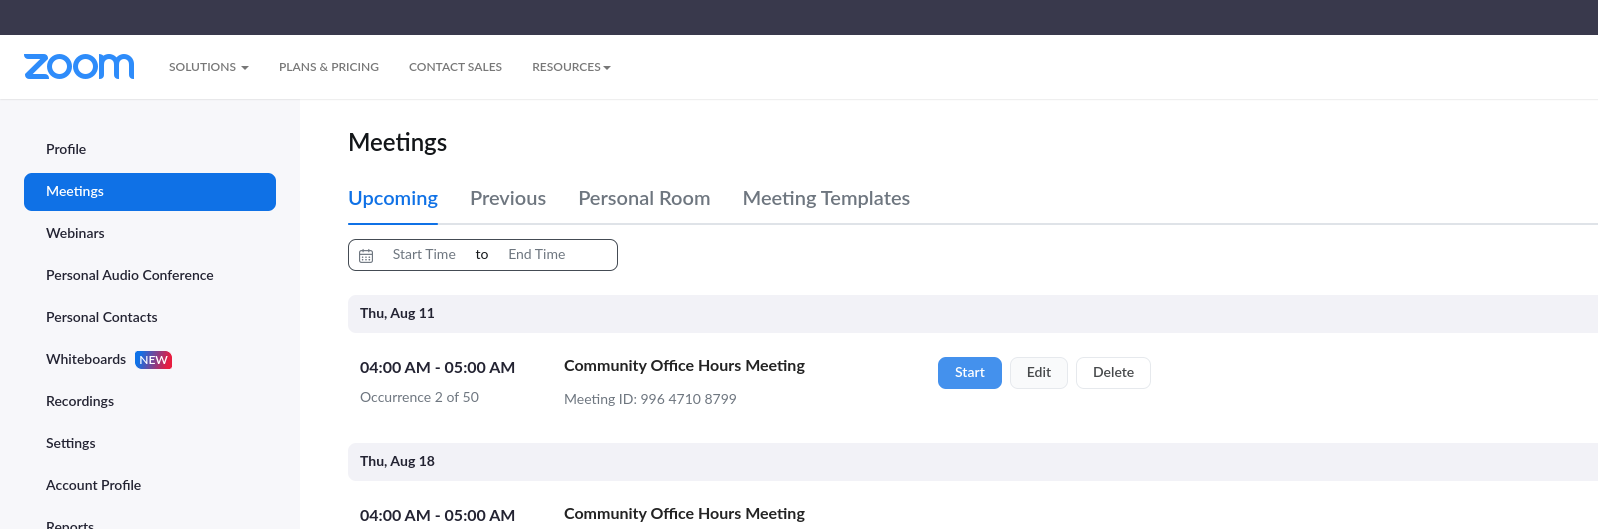 zoom SOLUTIONS PLANS & PRICING CONTACT SALES RESOURCES
Profile
Meetings
Webinars
Personal Audio Conference
Personal Contacts
Whiteboards NEW
Recordings
Settings
Account Profile
Reports
Meetings
Upcoming Previous Personal Room Meeting Templates
Start Time to End Time
Thu, Aug 11
04:00 AM - 05:00 AM Community Office Hours Meeting Start Edit Delete
Occurrence 2 of 50 Meeting ID: 996 4710 8799
Thu, Aug 18
04:00 AM - 05:00 AM Community Office Hours Meeting